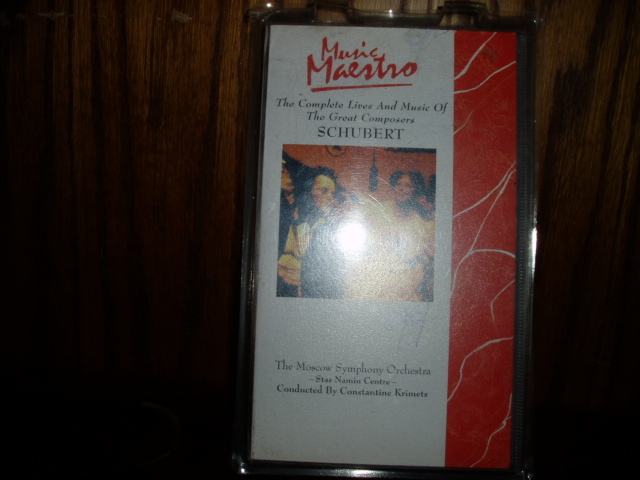 Music
Maestro
The Complete Lives And Music Of
The Great Composers
SCHUBERT
The Moscow Symphony Orchestra
–Stas Namin Centre–
Conducted By Constantine Krimets